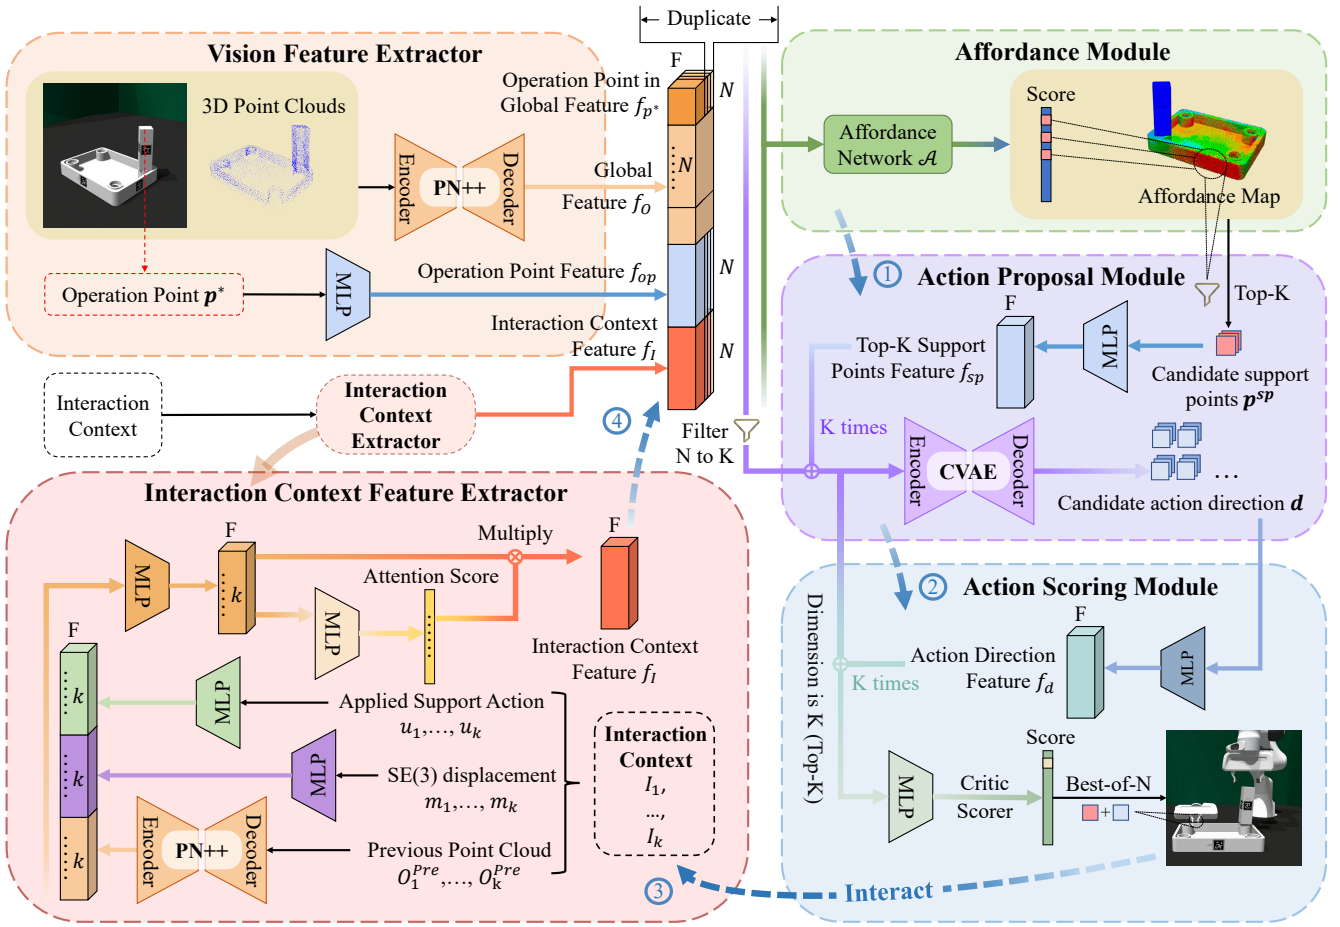 Duplicate
Vision Feature Extractor
3D Point Clouds
Encoder
PN++
Decoder
Operation Point in
Global Feature f_{p*}
F
N
N
Global
Feature f_O
Operation Point 𝒑*
MLP
Operation Point Feature f_{op}
N
Interaction Context
Feature f_I
N
Interaction
Context
Interaction
Context
Extractor
④
Filter
N to K
Affordance Module
Affordance
Network 𝒜
Score
Affordance Map
①
Action Proposal Module
Top-K
F
MLP
Top-K Support
Points Feature f_{sp}
Candidate support
points 𝒑^{sp}
K times
Encoder
CVAE
Decoder
...
Candidate action direction 𝒅
②
Action Scoring Module
Dimension is K (Top-K)
F
MLP
Action Direction
Feature f_d
K times
MLP
Critic
Scorer
Score
Best-of-N
+
Interact
③
Interaction Context Feature Extractor
MLP
F
k
Multiply
Attention Score
MLP
F
Interaction Context
Feature f_I
F
k
MLP
Applied Support Action
u_1,..., u_k
k
MLP
SE(3) displacement
m_1,..., m_k
k
Encoder
PN++
Decoder
Previous Point Cloud
O_1^{Pre},..., O_k^{Pre}
Interaction
Context
I_1,
...,
I_k